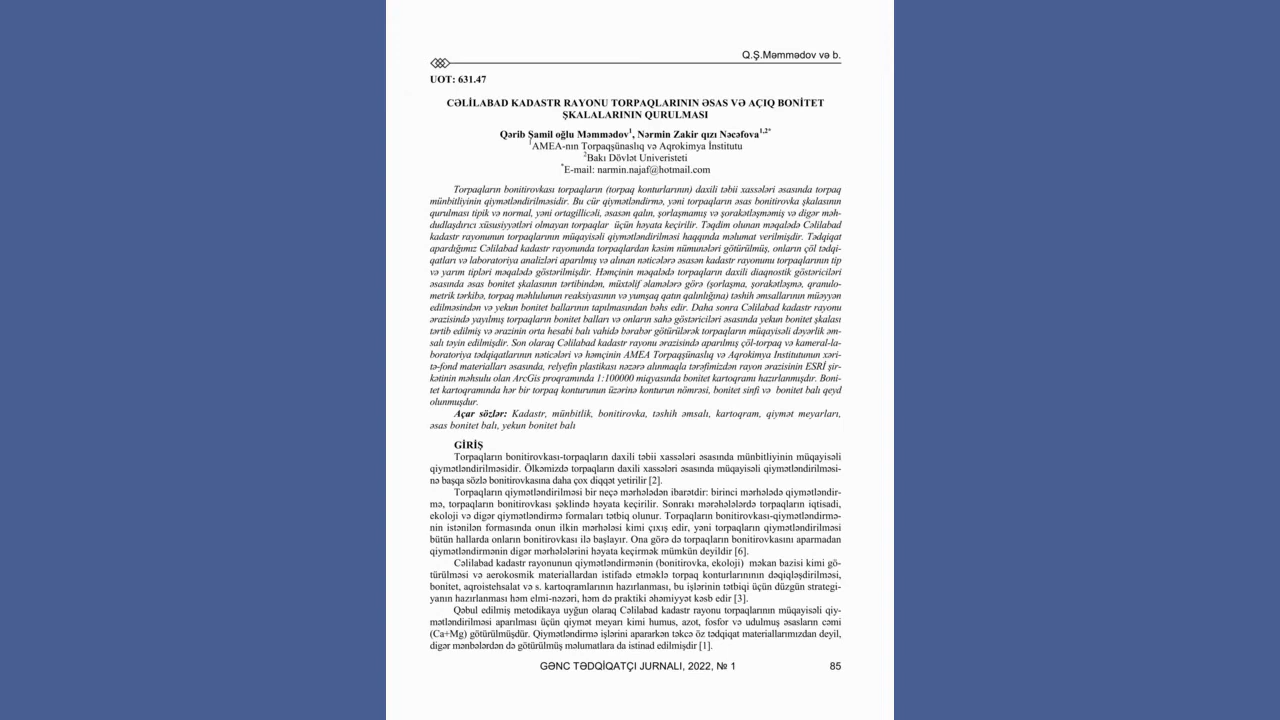 Q.Ş.Məmmədov və b.
UOT: 631.47
CƏLİLABAD KADASTR RAYONU TORPAQLARININ ƏSAS VƏ AÇIQ BONİTET
ŞKALALARININ QURULMASI
Qərib Şamil oğlu Məmmədov1, Nərmin Zakir qızı Nəcəfova1,2*
1AMEA-nın Torpaqşünaslıq və Aqrokimya İnstitutu
2Bakı Dövlət Univeristeti
*E-mail: narmin.najaf@hotmail.com
Torpaqların bonitirovkası torpaqların (torpaq konturlarının) daxili təbii xassələri əsasında torpaq
münbitliyinin qiymətləndirilməsidir. Bu cür qiymətləndirmə, yəni torpaqların əsas bonitirovka şkalasının
qurulması tipik və normal, yəni ortagillicəli, əsasən qalın, şorlaşmamış və şorakətləşməmiş və digər məh-
dudlaşdırıcı xüsusiyyətləri olmayan torpaqlar üçün həyata keçirilir. Təqdim olunan məqalədə Cəlilabad
kadastr rayonunun torpaqlarının müqayisəli qiymətləndirilməsi haqqında məlumat verilmişdir. Tədqiqat
apardığımız Cəlilabad kadastr rayonunda torpaqlardan kəsim nümunələri götürülmüş, onların çöl tədqi-
qatları və laboratoriya analizləri aparılmış və alınan nəticələrə əsasən kadastr rayonunu torpaqlarının tip
və yarım tipləri məqalədə göstərilmişdir. Həmçinin məqalədə torpaqların daxili diaqnostik göstəriciləri
əsasında əsas bonitet şkalasının tərtibindən, müxtəlif əlamələrə görə (şorlaşma, şorakətləşmə, qranulo-
metrik tərkibə, torpaq məhlulunun reaksiyasının və yumşaq qatın qalınlığına) təshih əmsallarının müəyyən
edilməsindən və yekun bonitet ballarının tapılmasından bəhs edir. Daha sonra Cəlilabad kadastr rayonu
ərazisində yayılmış torpaqların bonitet balları və onların sahə göstəriciləri əsasında yekun bonitet şkalası
tərtib edilmiş və ərazinin orta hesabi balı vahidə bərabər götürülərək torpaqların müqayisəli dəyərlik əm-
salı təyin edilmişdir. Son olaraq Cəlilabad kadastr rayonu ərazisində aparılmış çöl-torpaq və kameral-la-
boratoriya tədqiqatlarının nəticələri və həmçinin AMEA Torpaqşünaslıq və Aqrokimya Institutunun xəri-
tə-fond materialları əsasında, relyefin plastikası nəzərə alınmaqla tərəfimizdən rayon ərazisinin ESRİ şir-
kətinin məhsulu olan ArcGis proqramında 1:100000 miqyasında bonitet kartoqramı hazırlanmışdır. Boni-
tet kartoqramında hər bir torpaq konturunun üzərinə konturun nömrəsi, bonitet sinfi və bonitet balı qeyd
olunmuşdur.
Açar sözlər: Kadastr, münbitlik, bonitirovka, təshih əmsalı, kartoqram, qiymət meyarları,
əsas bonitet balı, yekun bonitet balı
GİRİŞ
Torpaqların bonitirovkası-torpaqların daxili təbii xassələri əsasında münbitliyinin müqayisəli
qiymətləndirilməsidir. Ölkəmizdə torpaqların daxili xassələri əsasında müqayisəli qiymətləndirilməsi-
nə başqa sözlə bonitirovkasına daha çox diqqət yetirilir [2].
Torpaqların qiymətləndirilməsi bir neçə mərhələdən ibarətdir: birinci mərhələdə qiymətləndir-
mə, torpaqların bonitirovkası şəklində həyata keçirilir. Sonrakı mərəhələlərdə torpaqların iqtisadi,
ekoloji və digər qiymətləndirmə formaları tətbiq olunur. Torpaqların bonitirovkası-qiymətləndirmə-
nin istənilən formasında onun ilkin mərhələsi kimi çıxış edir, yəni torpaqların qiymətləndirilməsi
bütün hallarda onların bonitirovkası ilə başlayır. Ona görə də torpaqların bonitirovkasını aparmadan
qiymətləndirmənin digər mərhələlərini həyata keçirmək mümkün deyildir [6].
Cəlilabad kadastr rayonunun qiymətləndirmənin (bonitirovka, ekoloji) məkan bazisi kimi gö-
türülməsi və aerokosmik materiallardan istifadə etməklə torpaq konturlarınının dəqiqləşdirilməsi,
bonitet, aqroistehsalat və s. kartoqramlarının hazırlanması, bu işlərinin tətbiqi üçün düzgün strategi-
yanın hazırlanması həm elmi-nəzəri, həm də praktiki əhəmiyyət kəsb edir [3].
Qəbul edilmiş metodikaya uyğun olaraq Cəlilabad kadastr rayonu torpaqlarının müqayisəli qiy-
mətləndirilməsi aparılması üçün qiymət meyarı kimi humus, azot, fosfor və udulmuş əsasların cəmi
(Ca+Mg) götürülmüşdür. Qiymətləndirmə işlərini apararkən təkcə öz tədqiqat materiallarımızdan deyil,
digər mənbələrdən də götürülmüş məlumatlara da istinad edilmişdir [1].
GƏNC TƏDQİQATÇI JURNALI, 2022, № 1 85